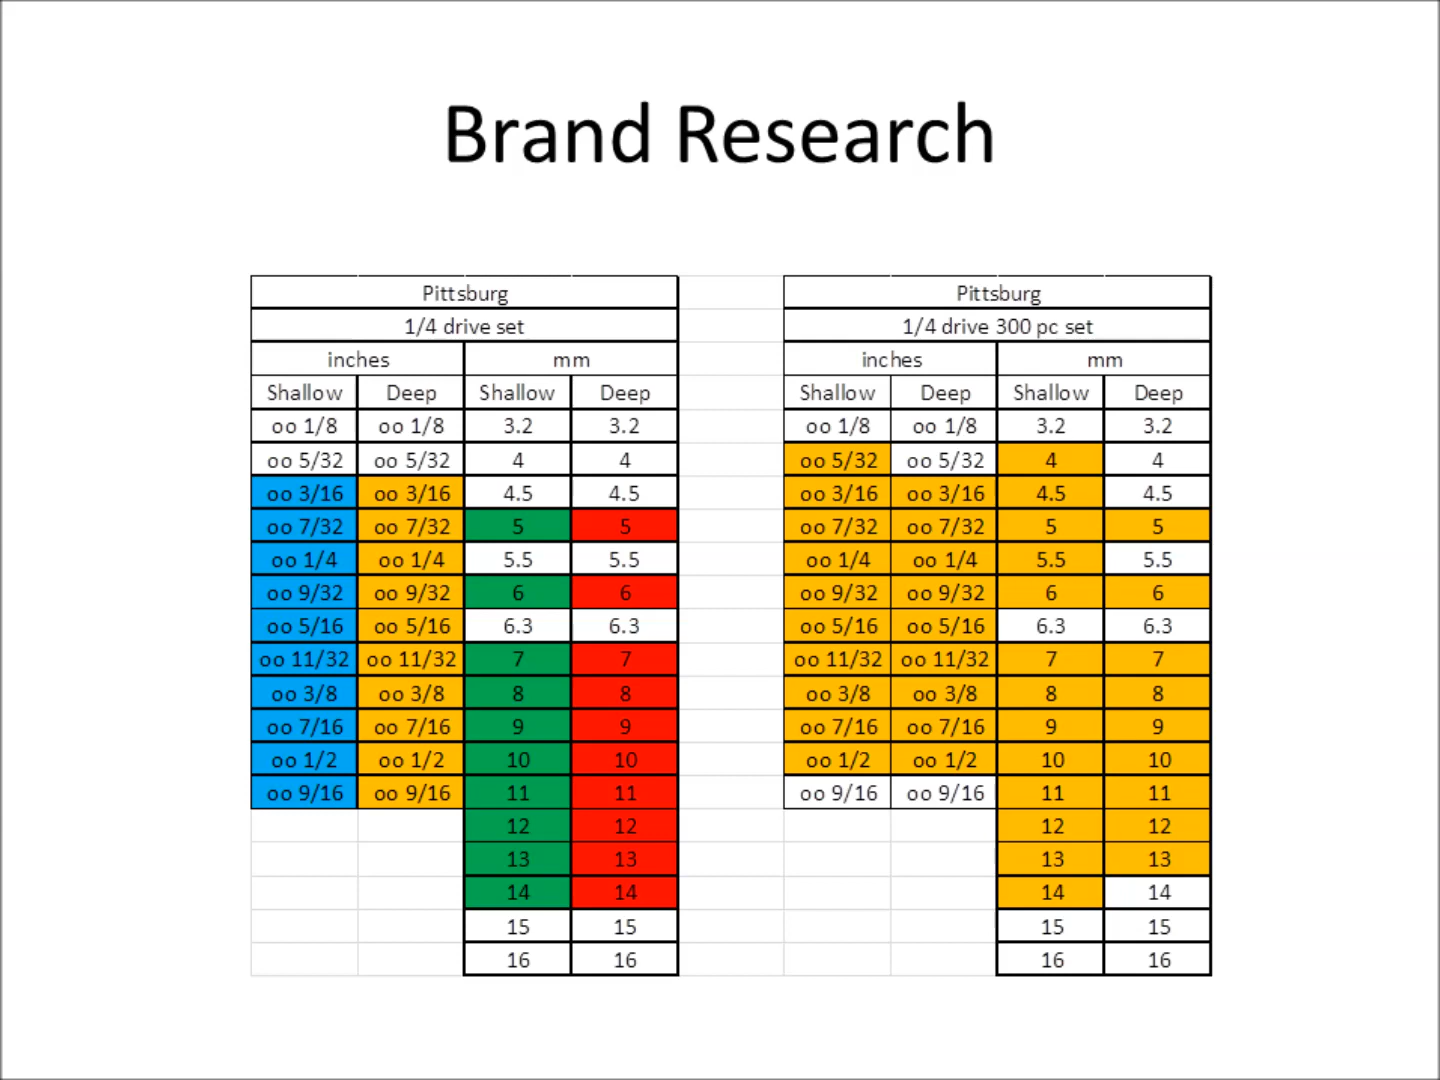 Brand Research
Pittsburg Pittsburg
1/4 drive set 1/4 drive 300 pc set
inches mm inches mm
Shallow Deep Shallow Deep Shallow Deep Shallow Deep
oo 1/8 oo 1/8 3.2 3.2 oo 1/8 oo 1/8 3.2 3.2
oo 5/32 oo 5/32 4 4 oo 5/32 oo 5/32 4 4
oo 3/16 oo 3/16 4.5 4.5 oo 3/16 oo 3/16 4.5 4.5
oo 7/32 oo 7/32 5 5 oo 7/32 oo 7/32 5 5
oo 1/4 oo 1/4 5.5 5.5 oo 1/4 oo 1/4 5.5 5.5
oo 9/32 oo 9/32 6 6 oo 9/32 oo 9/32 6 6
oo 5/16 oo 5/16 6.3 6.3 oo 5/16 oo 5/16 6.3 6.3
oo 11/32 oo 11/32 7 7 oo 11/32 oo 11/32 7 7
oo 3/8 oo 3/8 8 8 oo 3/8 oo 3/8 8 8
oo 7/16 oo 7/16 9 9 oo 7/16 oo 7/16 9 9
oo 1/2 oo 1/2 10 10 oo 1/2 oo 1/2 10 10
oo 9/16 oo 9/16 11 11 oo 9/16 oo 9/16 11 11
12 12 12 12
13 13 13 13
14 14 14 14
15 15 15 15
16 16 16 16